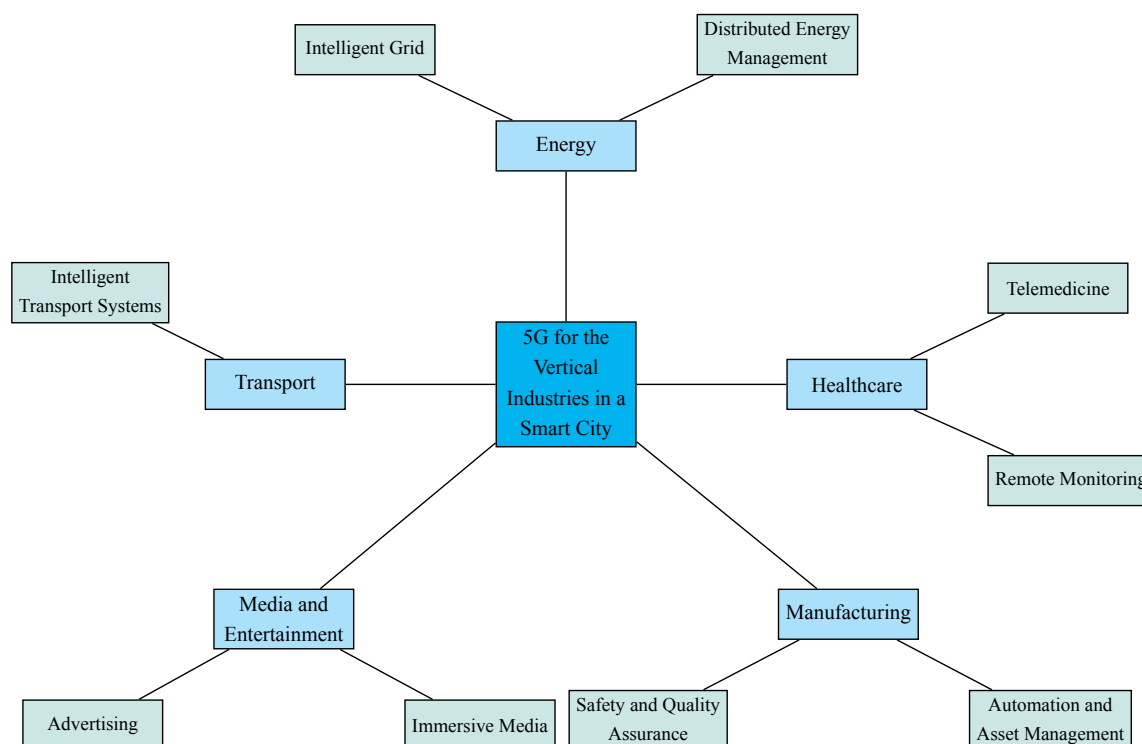 Distributed Energy
Management
Intelligent Grid
Energy
Intelligent
Transport Systems
Telemedicine
5G for the
Vertical
Industries in a
Smart City
Transport
Healthcare
Remote Monitoring
Media and
Entertainment
Manufacturing
Advertising
Immersive Media
Safety and Quality
Assurance
Automation and
Asset Management